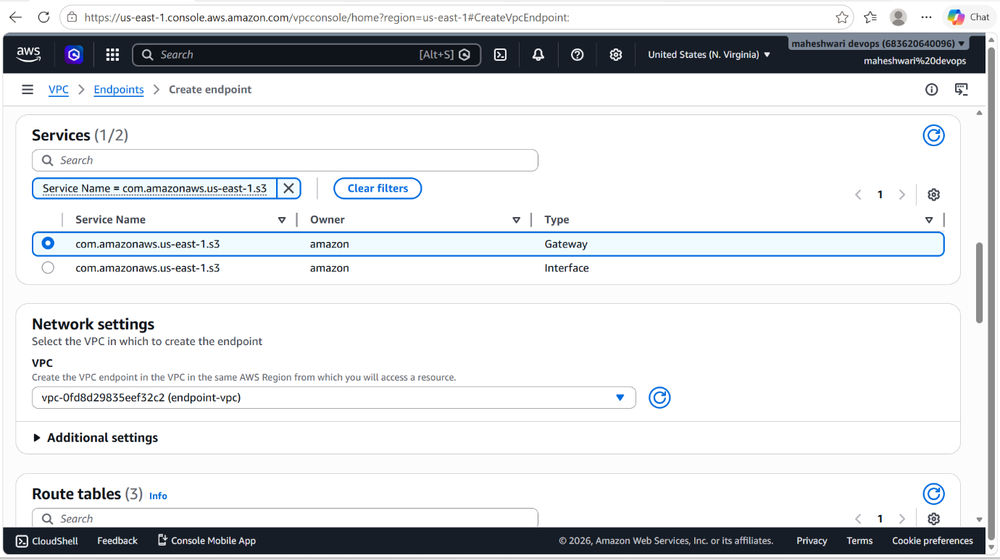 https://us-east-1.console.aws.amazon.com/vpcconsole/home?region=us-east-1#CreateVpcEndpoint:
Chat
aws
Search [Alt+S]
United States (N. Virginia)
maheshwari devops (683620640096)
maheshwari%20devops
VPC
Endpoints
Create endpoint
Services (1/2)
Search
Service Name = com.amazonaws.us-east-1.s3
Clear filters
1
Service Name Owner Type
com.amazonaws.us-east-1.s3 amazon Gateway
com.amazonaws.us-east-1.s3 amazon Interface
Network settings
Select the VPC in which to create the endpoint
VPC
Create the VPC endpoint in the VPC in the same AWS Region from which you will access a resource.
vpc-0fd8d29835eef32c2 (endpoint-vpc)
Additional settings
Route tables (3) Info
Search
1
CloudShell Feedback Console Mobile App © 2026, Amazon Web Services, Inc. or its affiliates. Privacy Terms Cookie preferences